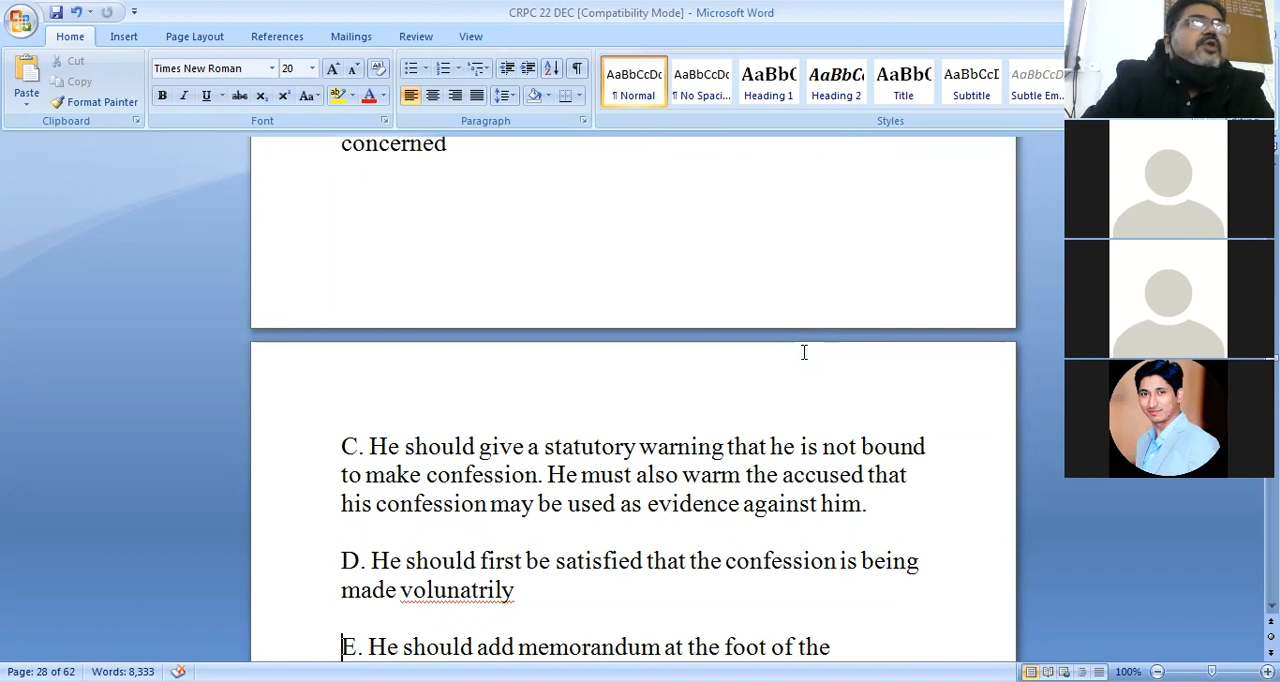 CRPC 22 DEC [Compatibility Mode] - Microsoft Word
Home Insert Page Layout References Mailings Review View
Paste
Cut
Copy
Format Painter
Clipboard
Times New Roman 20
Font
Paragraph
AaBbCcDc AaBbCcDc AaBbC AaBbCc AaBbC AaBbCcI AaBbCcDc
¶ Normal ¶ No Spaci... Heading 1 Heading 2 Title Subtitle Subtle Em...
Styles
concerned
C. He should give a statutory warning that he is not bound
to make confession. He must also warm the accused that
his confession may be used as evidence against him.
D. He should first be satisfied that the confession is being
made volunatrily
E. He should add memorandum at the foot of the
Page: 28 of 62 Words: 8,333 100%